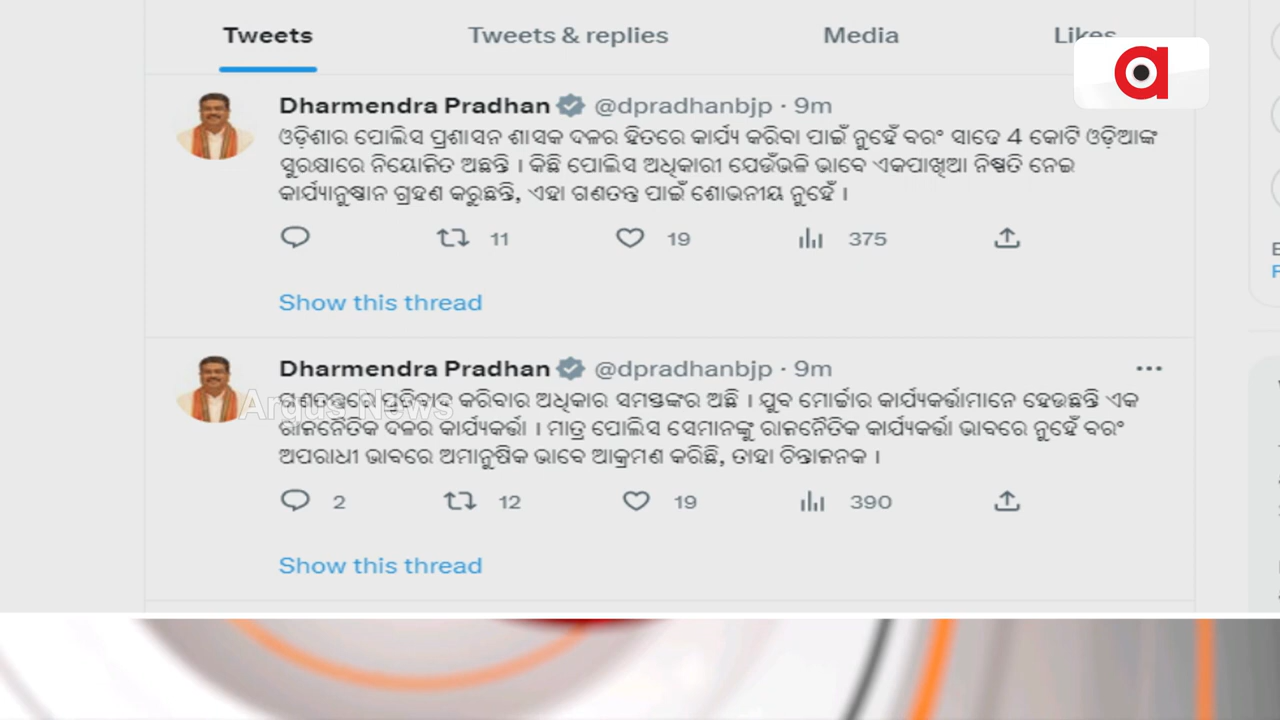 Tweets Tweets & replies Media Likes
Dharmendra Pradhan @dpradhanbjp · 9m
ଓଡ଼ିଶାର ପୋଲିସ ପ୍ରଶାସନ ଶାସକ ଦଳର ହିତରେ କାର୍ଯ୍ୟ କରିବା ପାଇଁ ନୁହେଁ ବରଂ ସାଢେ 4 କୋଟି ଓଡ଼ିଆଙ୍କ
ସୁରକ୍ଷାରେ ନିୟୋଜିତ ଅଛନ୍ତି । କିଛି ପୋଲିସ ଅଧିକାରୀ ଯେଉଁଭଳି ଭାବେ ଏକପାଖିଆ ନିଷ୍ପତି ନେଇ
କାର୍ଯ୍ୟାନୁଷ୍ଠାନ ଗ୍ରହଣ କରୁଛନ୍ତି, ଏହା ଗଣତନ୍ତ୍ର ପାଇଁ ଶୋଭନୀୟ ନୁହେଁ ।
11 19 375
Show this thread
Dharmendra Pradhan @dpradhanbjp · 9m
ଗଣତନ୍ତ୍ରରେ ପ୍ରତିବାଦ କରିବାର ଅଧିକାର ସମସ୍ତଙ୍କର ଅଛି । ଯୁବ ମୋର୍ଚ୍ଚାର କାର୍ଯ୍ୟକର୍ତ୍ତାମାନେ ହେଉଛନ୍ତି ଏକ
Argus News
ରାଜନୈତିକ ଦଳର କାର୍ଯ୍ୟକର୍ତ୍ତା । ମାତ୍ର ପୋଲିସ ସେମାନଙ୍କୁ ରାଜନୈତିକ କାର୍ଯ୍ୟକର୍ତ୍ତା ଭାବରେ ନୁହେଁ ବରଂ
ଅପରାଧୀ ଭାବରେ ଅମାନୁଷିକ ଭାବେ ଆକ୍ରମଣ କରିଛି, ତାହା ଚିନ୍ତାଜନକ ।
2 12 19 390
Show this thread